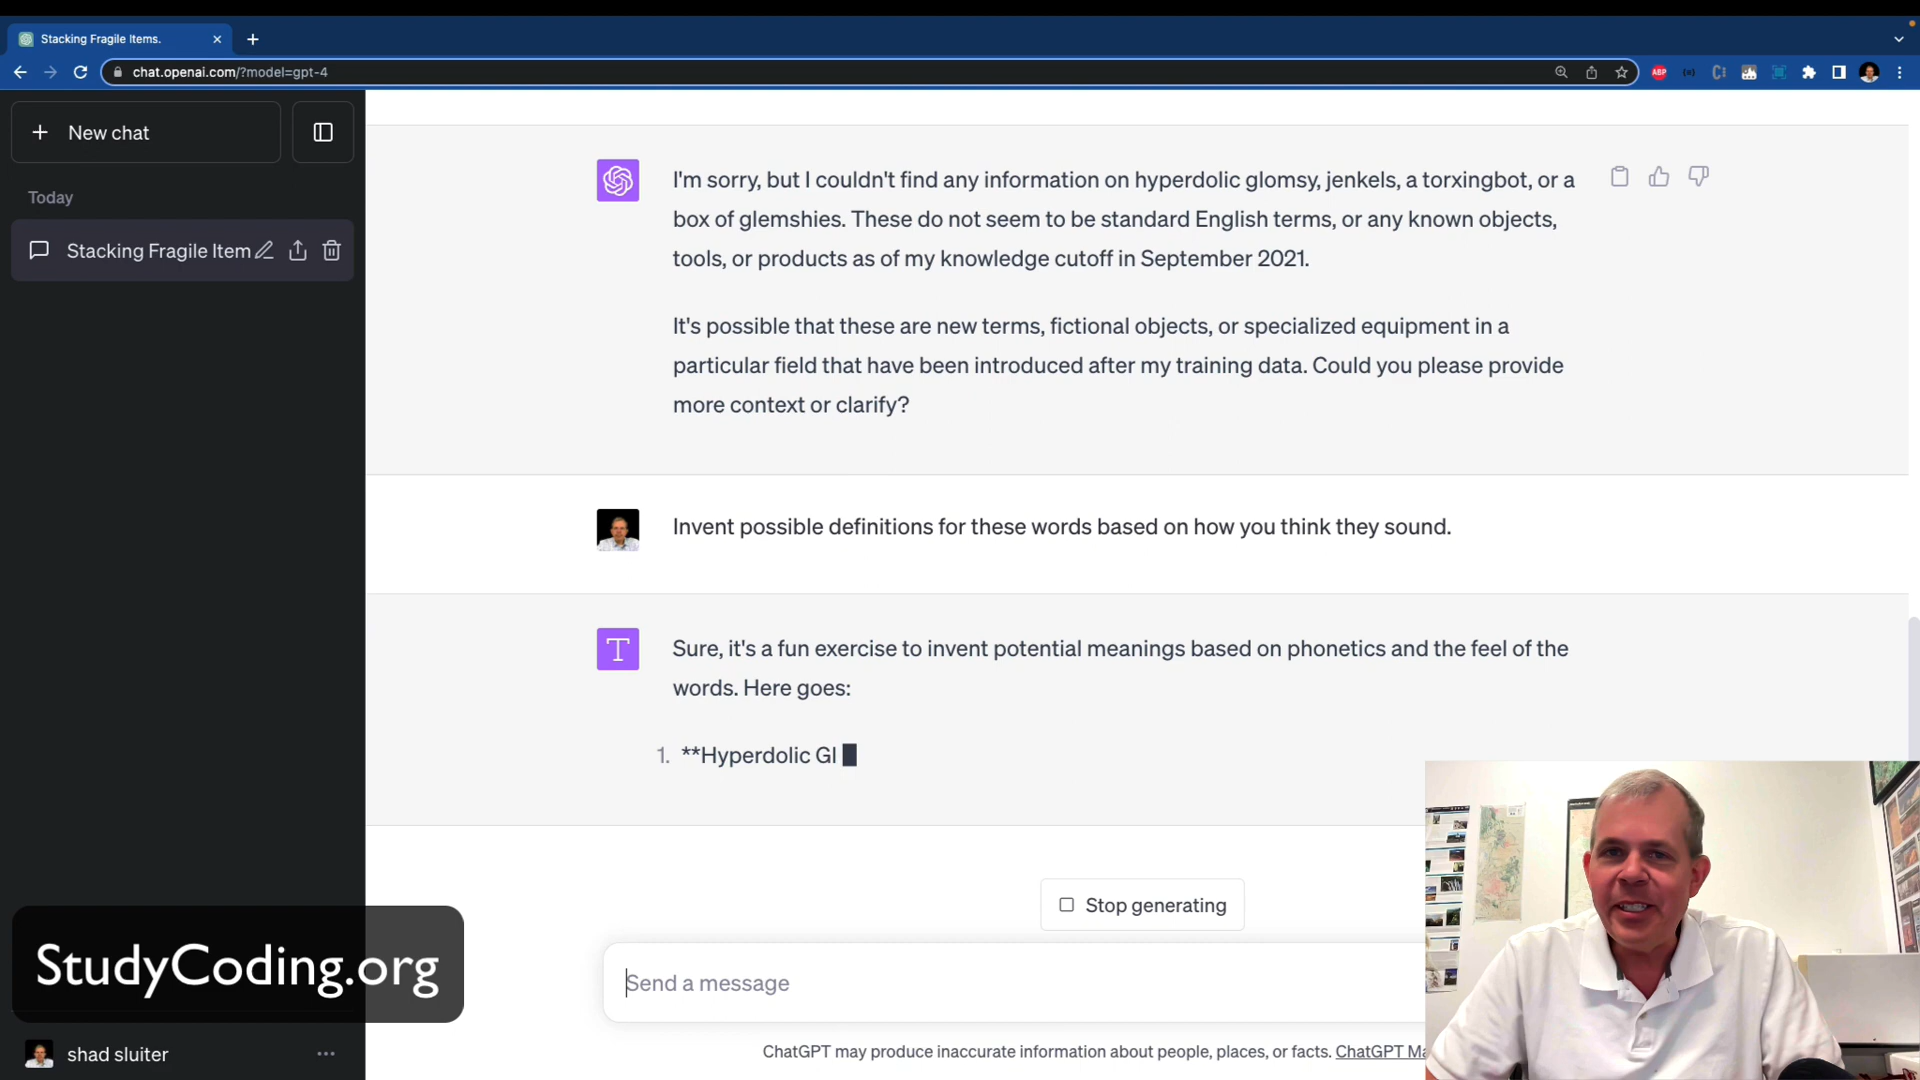 Stacking Fragile Items.
chat.openai.com/?model=gpt-4
ABP
New chat
Today
Stacking Fragile Item
I'm sorry, but I couldn't find any information on hyperdolic glomsy, jenkels, a torxingbot, or a
box of glemshies. These do not seem to be standard English terms, or any known objects,
tools, or products as of my knowledge cutoff in September 2021.
It's possible that these are new terms, fictional objects, or specialized equipment in a
particular field that have been introduced after my training data. Could you please provide
more context or clarify?
Invent possible definitions for these words based on how you think they sound.
T
Sure, it's a fun exercise to invent potential meanings based on phonetics and the feel of the
words. Here goes:
1. **Hyperdolic Gl
Stop generating
Send a message
StudyCoding.org
shad sluiter
ChatGPT may produce inaccurate information about people, places, or facts. ChatGPT Ma